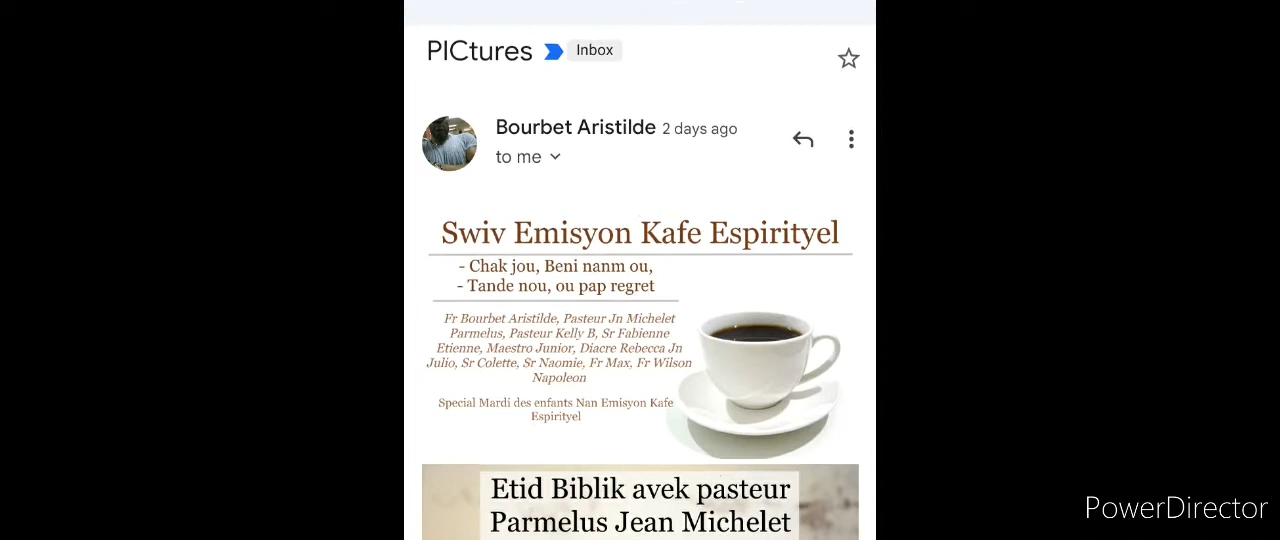 PICtures
Inbox
Bourbet Aristilde 2 days ago
to me
Swiv Emisyon Kafe Espirityel
- Chak jou, Beni nanm ou,
- Tande nou, ou pap regret
Fr Bourbet Aristilde, Pasteur Jn Michelet
Parmelus, Pasteur Kelly B, Sr Fabienne
Etienne, Maestro Junior, Diacre Rebecca Jn
Julio, Sr Colette, Sr Naomie, Fr Max, Fr Wilson
Napoleon
Special Mardi des enfants Nan Emisyon Kafe
Espirityel
Etid Biblik avek pasteur
Parmelus Jean Michelet
PowerDirector